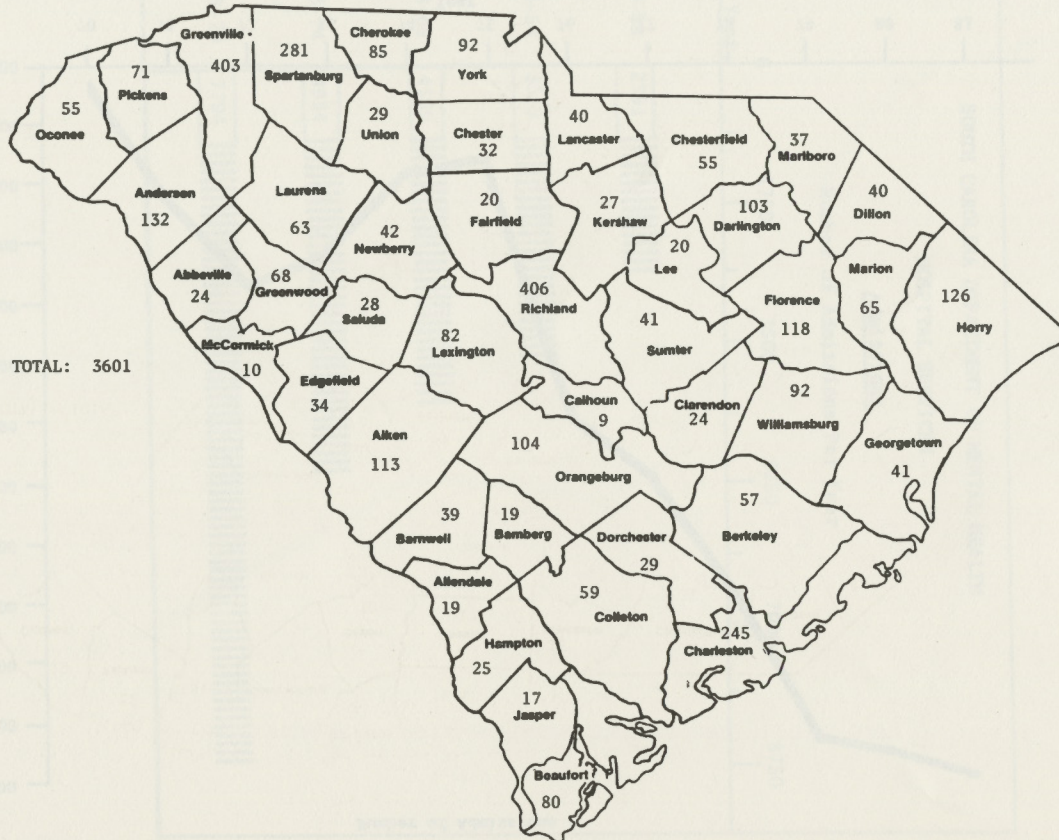 Greenville
403
281
Spartanburg
Cherokee
85
92
York
71
Pickens
55
Oconee
29
Union
Chester
32
40
Lancaster
Chesterfield
55
37
Marlboro
Anderson
132
Laurens
63
42
Newberry
20
Fairfield
27
Kershaw
103
Darlington
40
Dillon
20
Lee
Abbeville
24
68
Greenwood
28
Saluda
406
Richland
Florence
118
Marion
65
126
Horry
McCormick
10
82
Lexington
41
Sumter
TOTAL: 3601
Edgefield
34
Calhoun
9
Clarendon
24
92
Williamsburg
Aiken
113
104
Orangeburg
Georgetown
41
39
Barnwell
19
Bamberg
Dorchester
29
57
Berkeley
Allendale
19
59
Colleton
245
Charleston
Hampton
25
17
Jasper
Beaufort
80